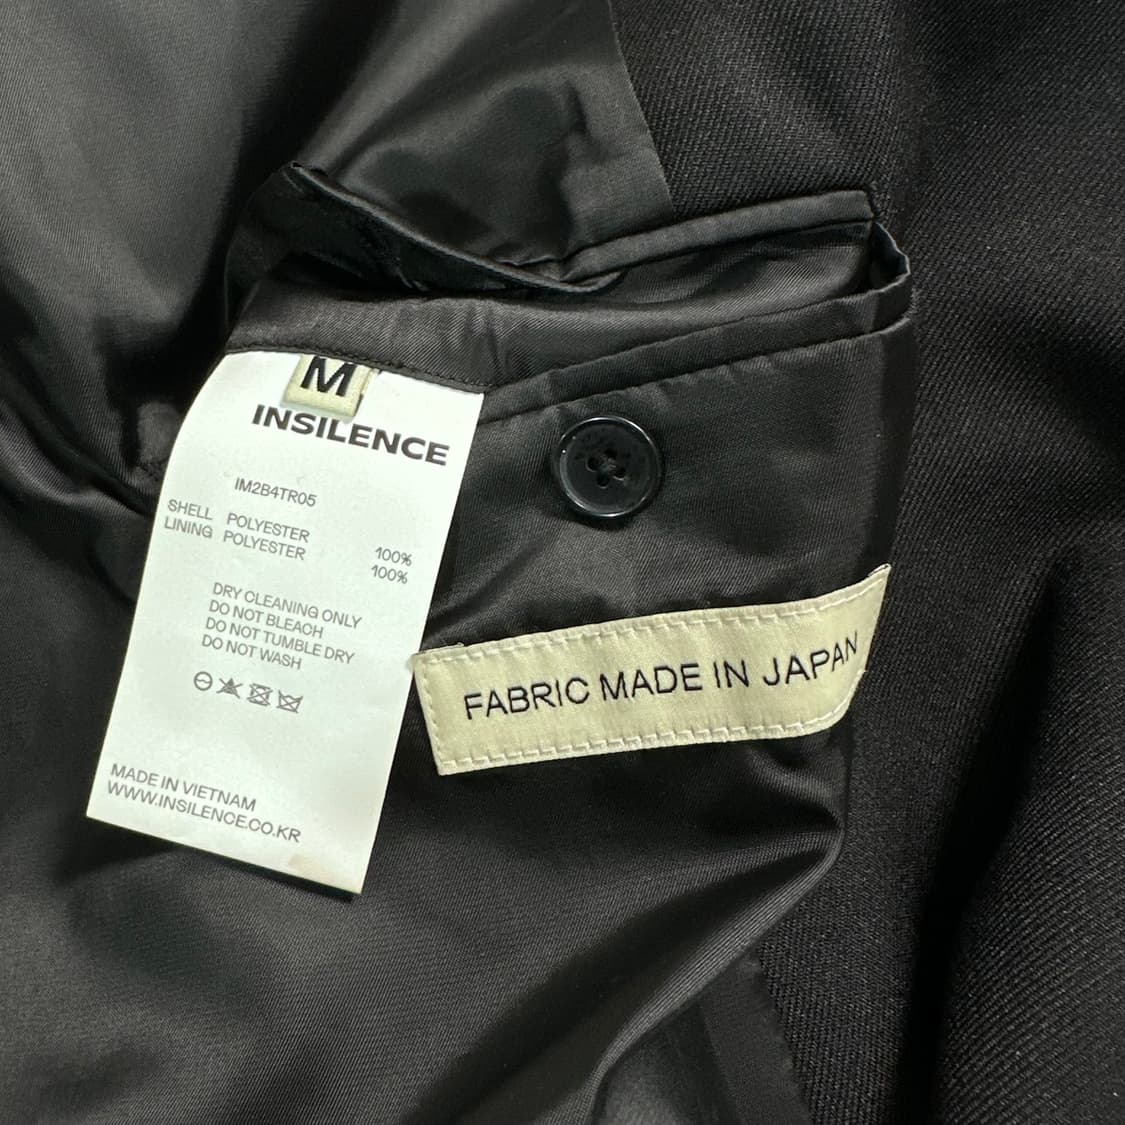 M
INSILENCE
IM2B4TR05
SHELL POLYESTER 100%
LINING POLYESTER 100%
DRY CLEANING ONLY
DO NOT BLEACH
DO NOT TUMBLE DRY
DO NOT WASH
MADE IN VIETNAM
WWW.INSILENCE.CO.KR
FABRIC MADE IN JAPAN